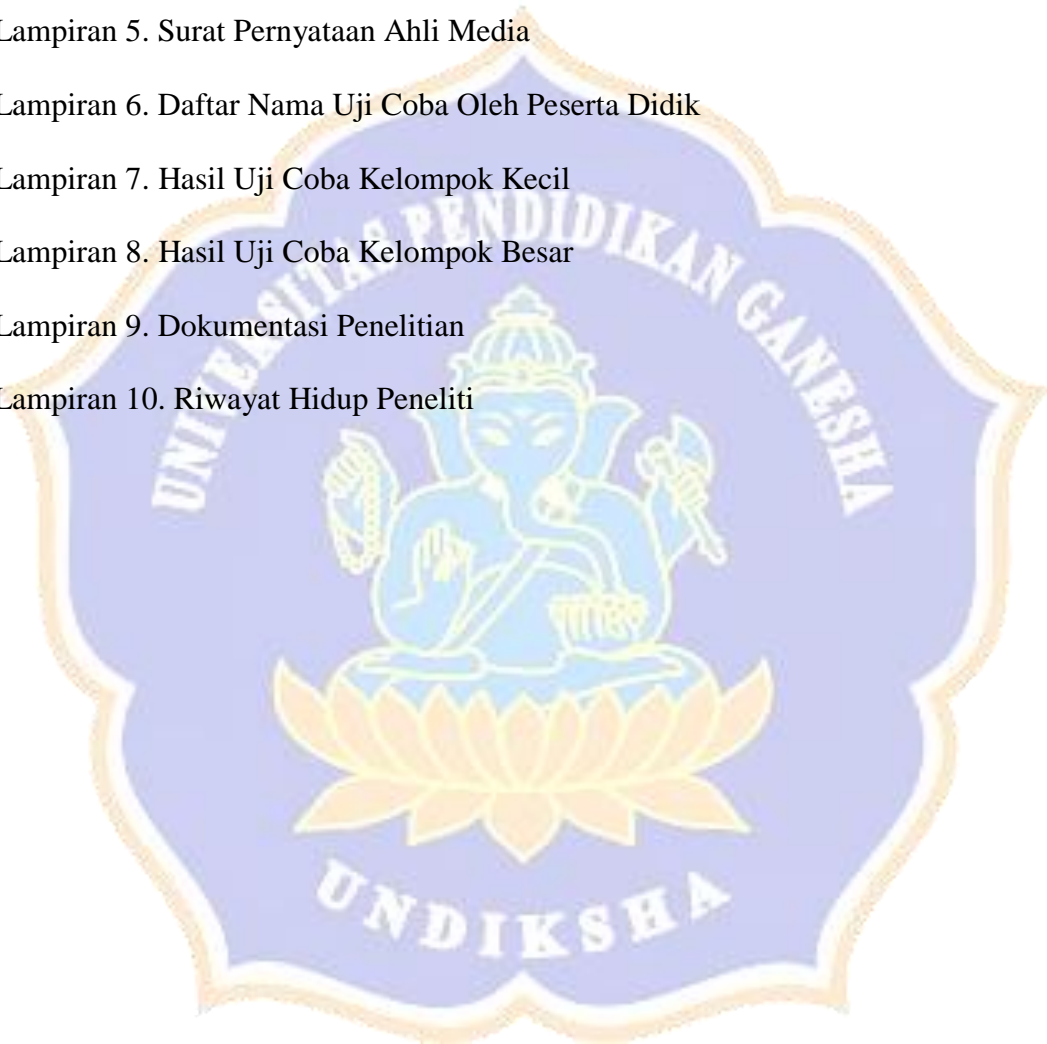 Lampiran 5. Surat Pernyataan Ahli Media
Lampiran 6. Daftar Nama Uji Coba Oleh Peserta Didik
Lampiran 7. Hasil Uji Coba Kelompok Kecil
Lampiran 8. Hasil Uji Coba Kelompok Besar
Lampiran 9. Dokumentasi Penelitian
Lampiran 10. Riwayat Hidup Peneliti
UNIVERSITAS PENDIDIKAN GANESHA
UNDIKSHA